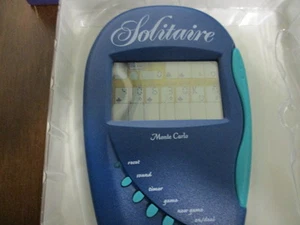 Solitaire
Monte Carlo
reset
sound
timer
game
new game
on/deal